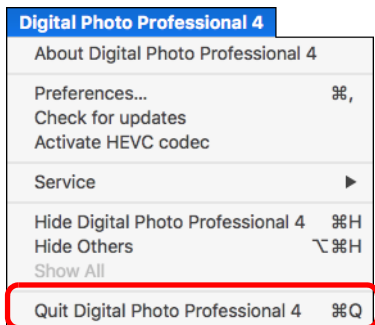 Digital Photo Professional 4
About Digital Photo Professional 4
Preferences... ⌘,
Check for updates
Activate HEVC codec
Service ▶
Hide Digital Photo Professional 4 ⌘H
Hide Others ⌥⌘H
Show All
Quit Digital Photo Professional 4 ⌘Q